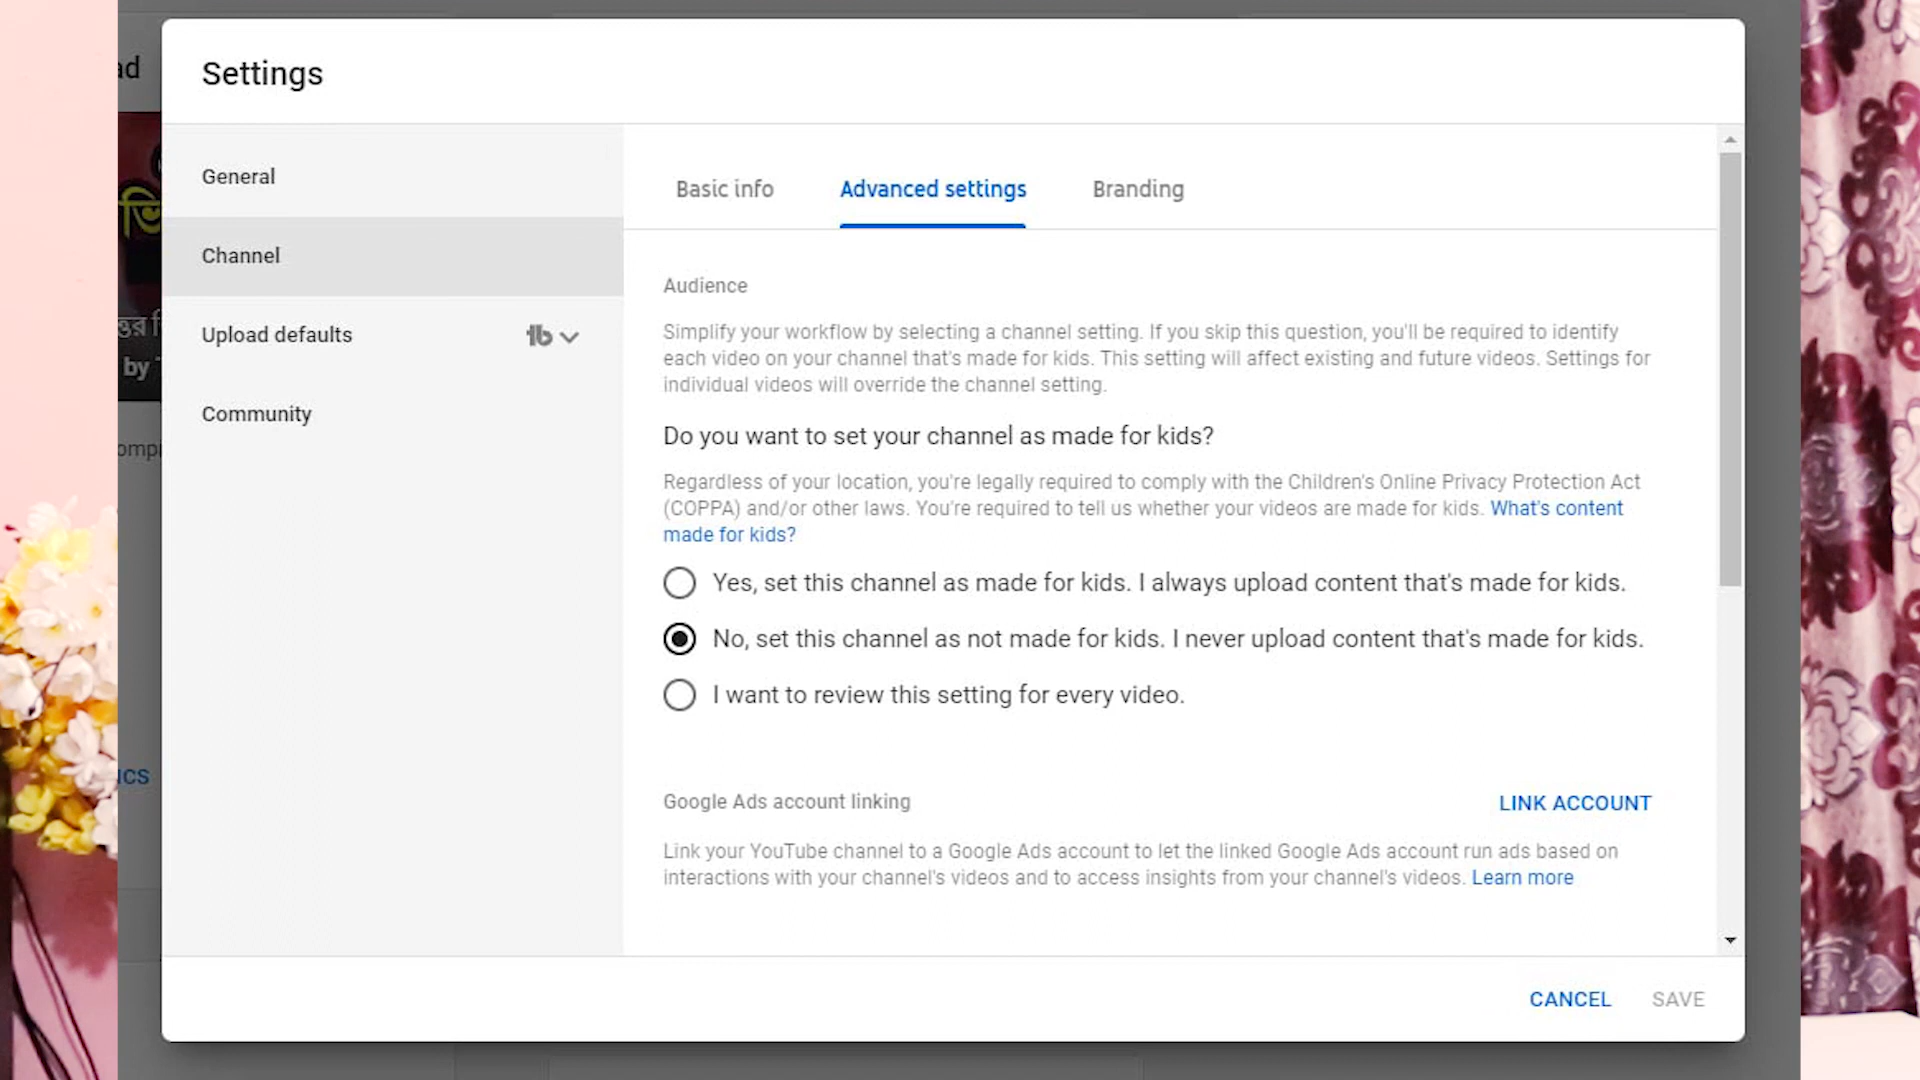 ad
Settings
General
Basic info
Advanced settings
Branding
Channel
Audience
Simplify your workflow by selecting a channel setting. If you skip this question, you'll be required to identify
each video on your channel that's made for kids. This setting will affect existing and future videos. Settings for
individual videos will override the channel setting.
Upload defaults
tb
by
Community
Do you want to set your channel as made for kids?
Regardless of your location, you're legally required to comply with the Children's Online Privacy Protection Act
(COPPA) and/or other laws. You're required to tell us whether your videos are made for kids. What's content
made for kids?
Yes, set this channel as made for kids. I always upload content that's made for kids.
No, set this channel as not made for kids. I never upload content that's made for kids.
I want to review this setting for every video.
ICS
Google Ads account linking
LINK ACCOUNT
Link your YouTube channel to a Google Ads account to let the linked Google Ads account run ads based on
interactions with your channel's videos and to access insights from your channel's videos. Learn more
CANCEL
SAVE